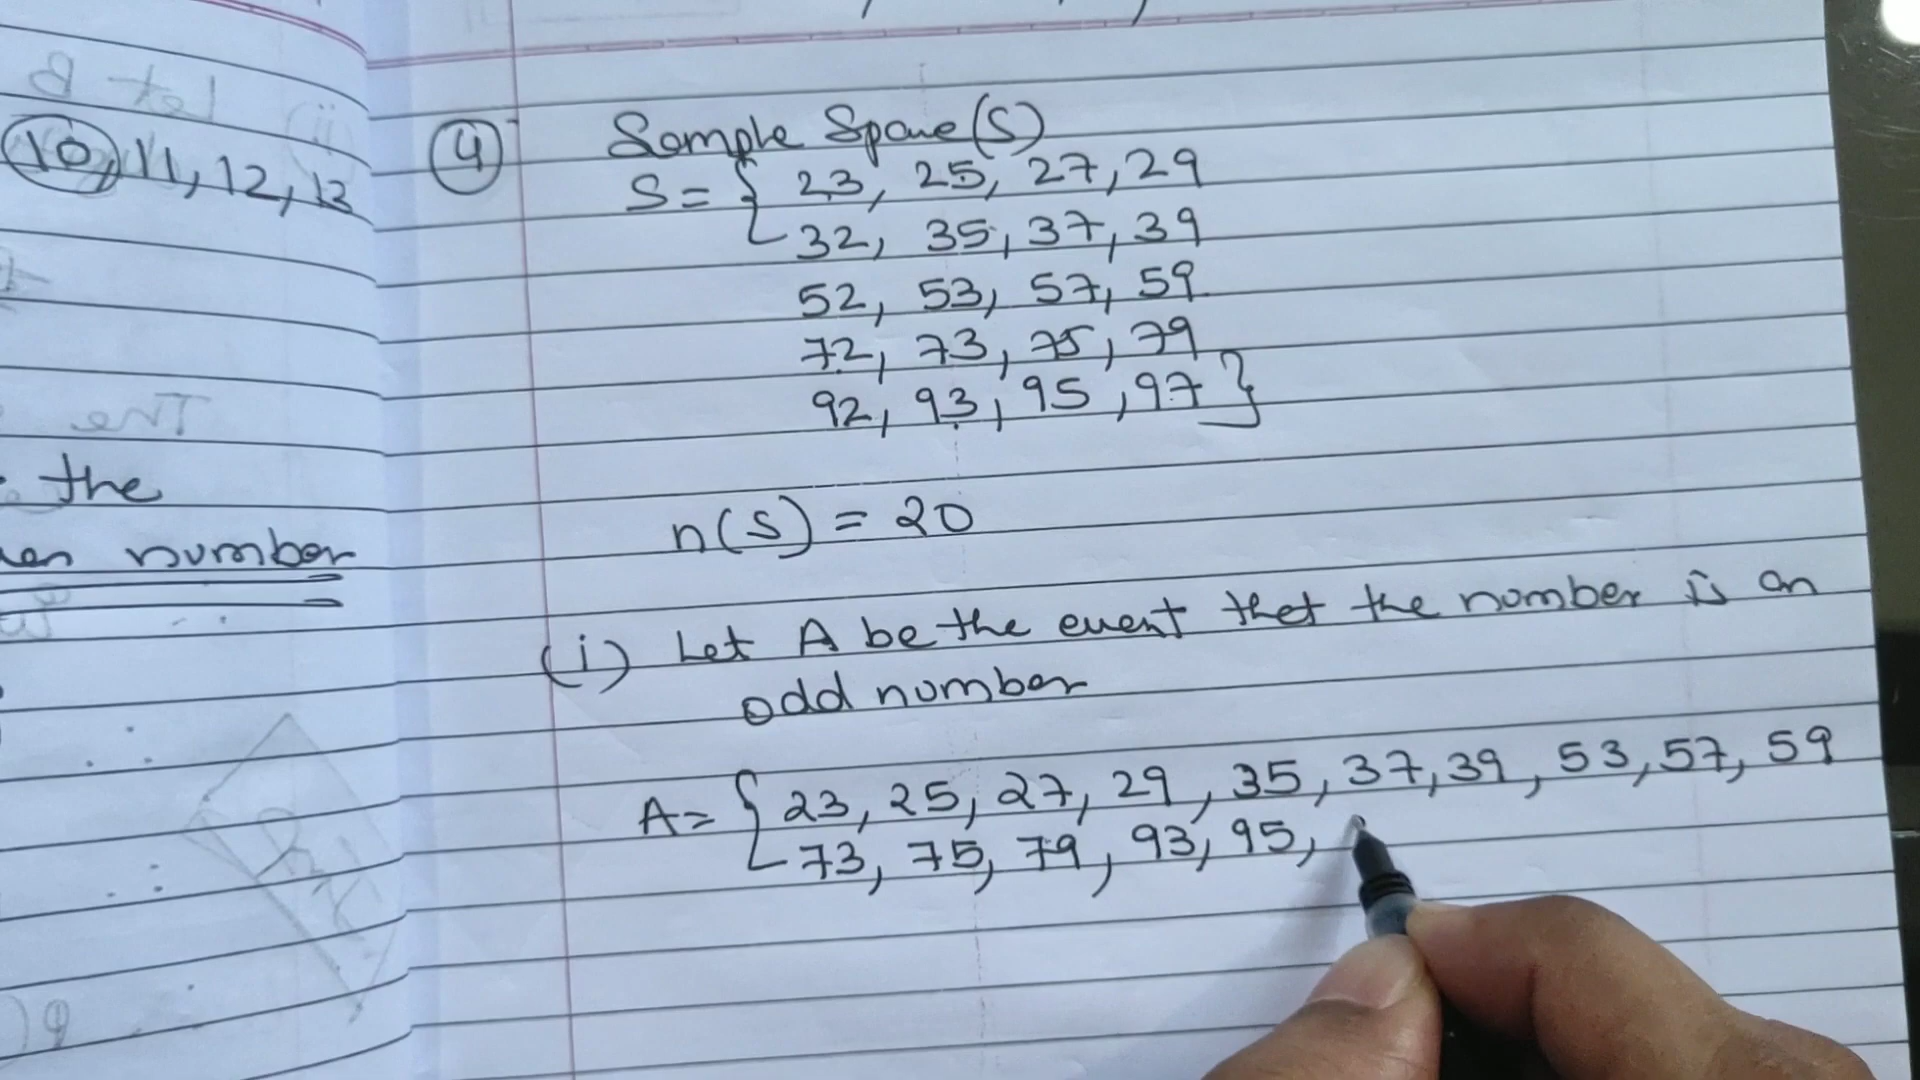 10, 11, 12, 13
the
number
4 Sample Space (S)
S = { 23, 25, 27, 29
32, 35, 37, 39
52, 53, 57, 59
72, 73, 75, 79
92, 93, 95, 97 }
n(S) = 20
(i) Let A be the event that the number is an
odd number
A = { 23, 25, 27, 29, 35, 37, 39, 53, 57, 59
73, 75, 79, 93, 95,